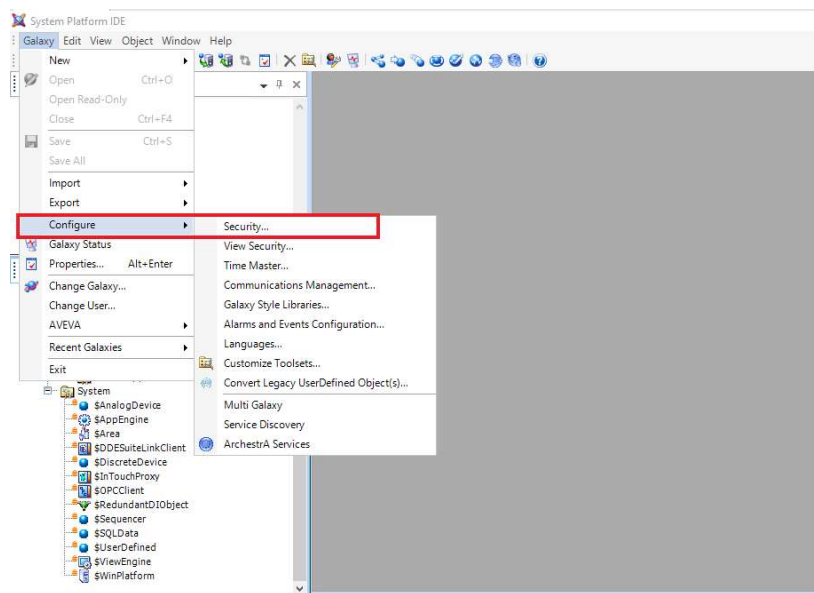 System Platform IDE
Galaxy Edit View Object Window Help
New
Open Ctrl+O
Open Read-Only
Close Ctrl+F4
Save Ctrl+S
Save All
Import
Export
Configure
Galaxy Status
Properties... Alt+Enter
Change Galaxy...
Change User...
AVEVA
Recent Galaxies
Exit
Security...
View Security...
Time Master...
Communications Management...
Galaxy Style Libraries...
Alarms and Events Configuration...
Languages...
Customize Toolsets...
Convert Legacy UserDefined Object(s)...
Multi Galaxy
Service Discovery
ArchestrA Services
System
$AnalogDevice
$AppEngine
$Area
$DDESuiteLinkClient
$DiscreteDevice
$InTouchProxy
$OPCClient
$RedundantDIObject
$Sequencer
$SQLData
$UserDefined
$ViewEngine
$WinPlatform